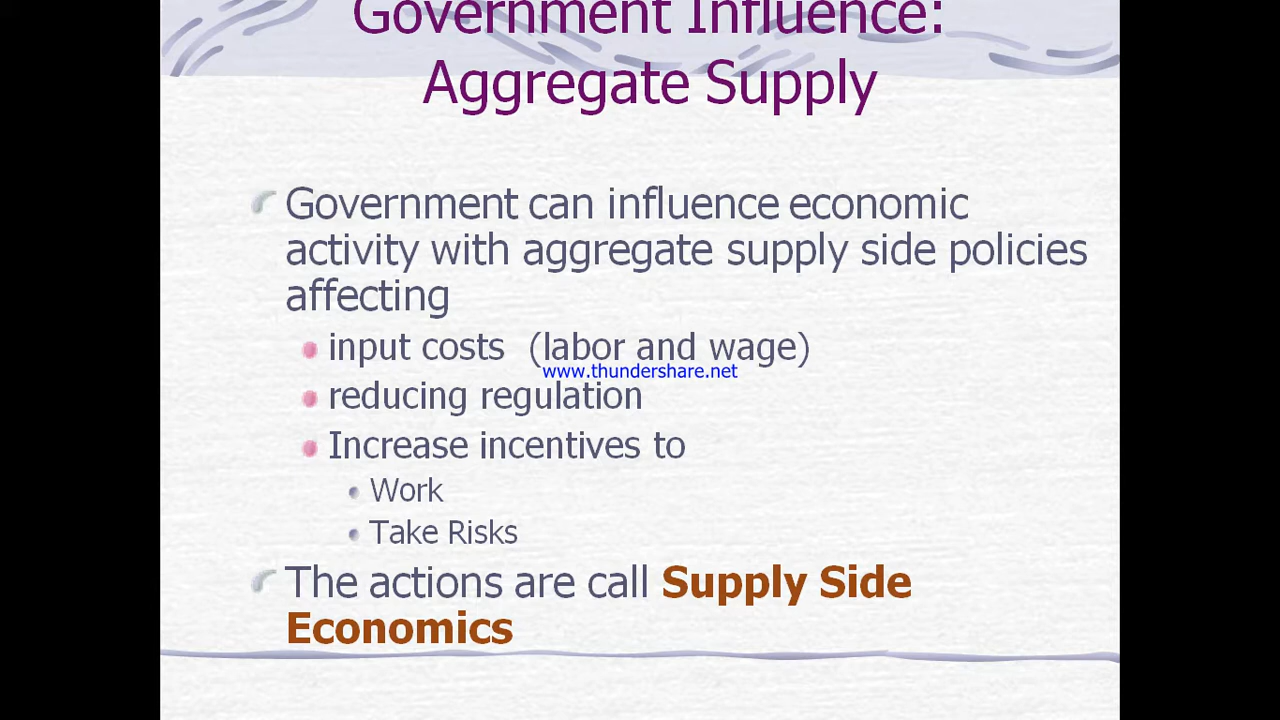 Government Influence:
Aggregate Supply
Government can influence economic
activity with aggregate supply side policies
affecting
input costs (labor and wage)
www.thundershare.net
reducing regulation
Increase incentives to
Work
Take Risks
The actions are call Supply Side
Economics